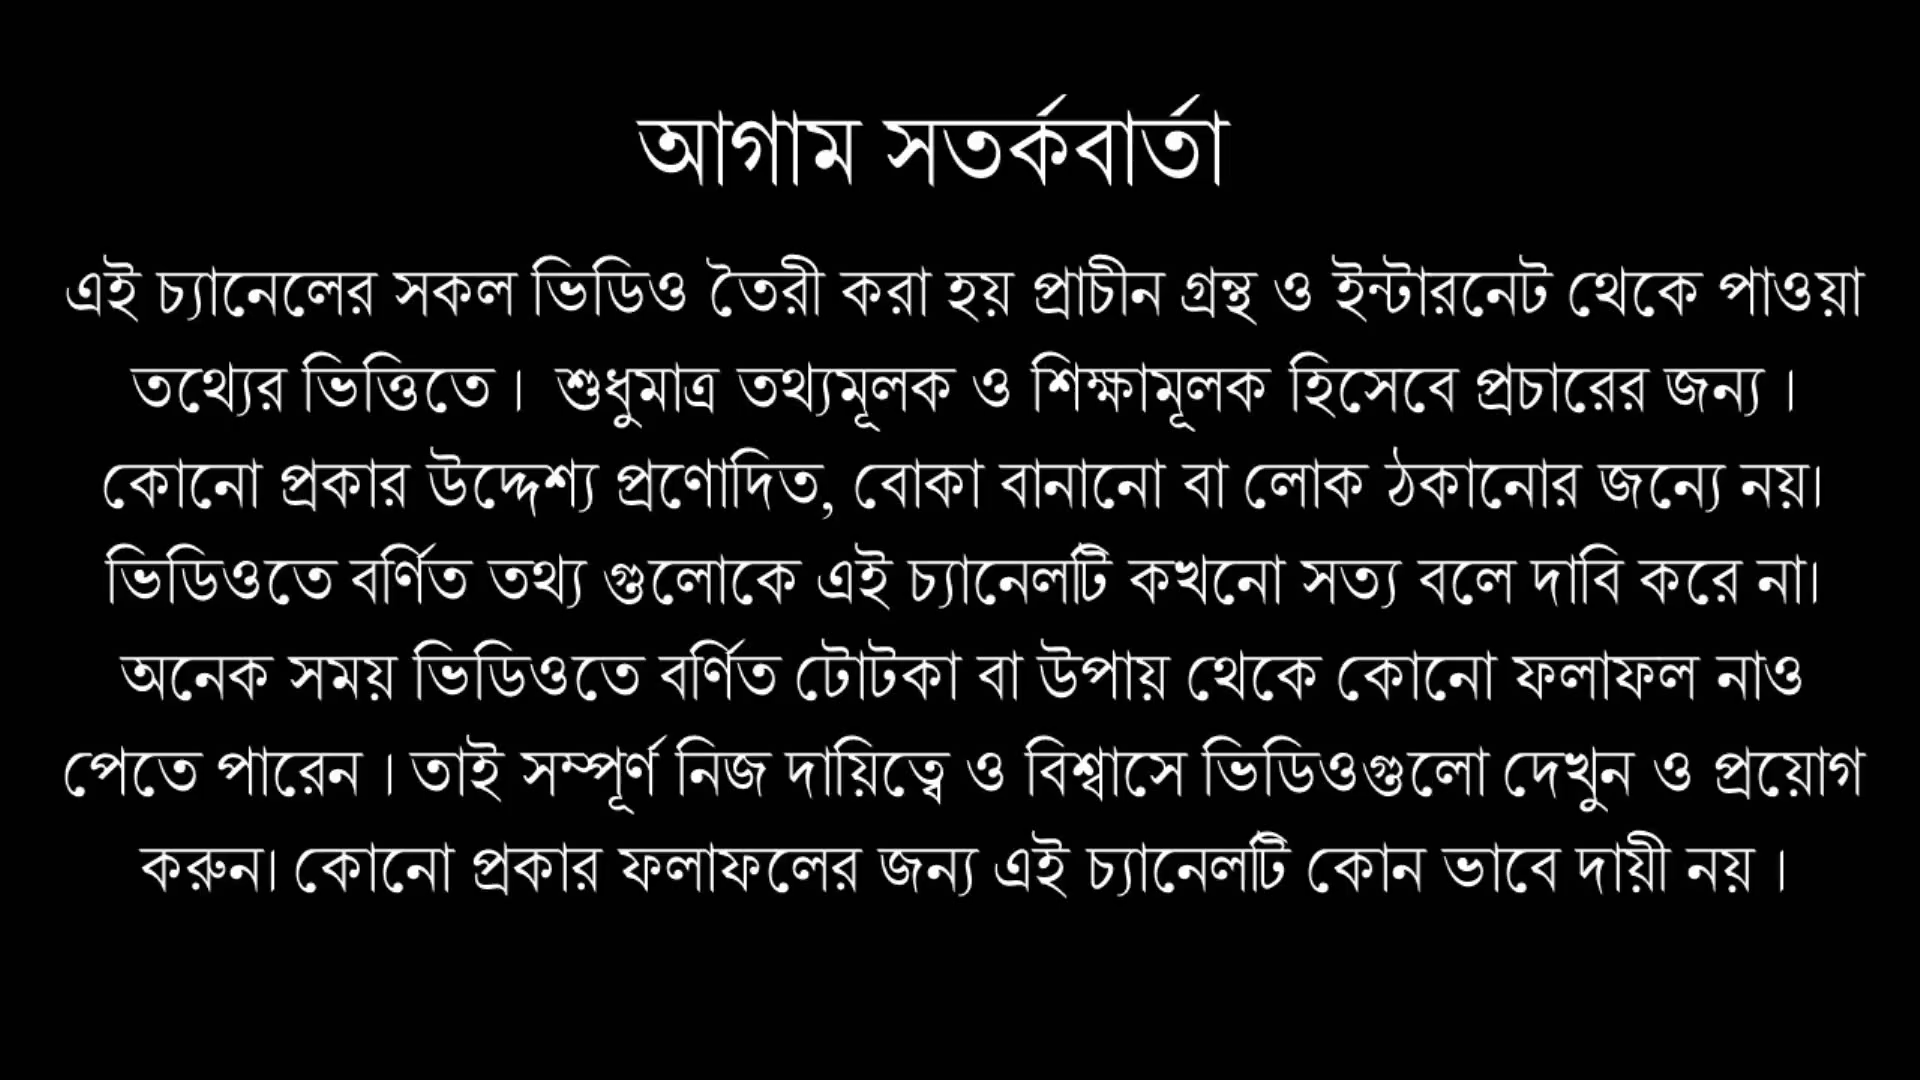 আগাম সতর্কবার্তা
এই চ্যানেলের সকল ভিডিও তৈরী করা হয় প্রাচীন গ্রন্থ ও ইন্টারনেট থেকে পাওয়া
তথ্যের ভিত্তিতে। শুধুমাত্র তথ্যমূলক ও শিক্ষামূলক হিসেবে প্রচারের জন্য।
কোনো প্রকার উদ্দেশ্য প্রণোদিত, বোকা বানানো বা লোক ঠকানোর জন্যে নয়।
ভিডিওতে বর্ণিত তথ্য গুলোকে এই চ্যানেলটি কখনো সত্য বলে দাবি করে না।
অনেক সময় ভিডিওতে বর্ণিত টোটকা বা উপায় থেকে কোনো ফলাফল নাও
পেতে পারেন। তাই সম্পূর্ণ নিজ দায়িত্বে ও বিশ্বাসে ভিডিওগুলো দেখুন ও প্রয়োগ
করুন। কোনো প্রকার ফলাফলের জন্য এই চ্যানেলটি কোন ভাবে দায়ী নয়।